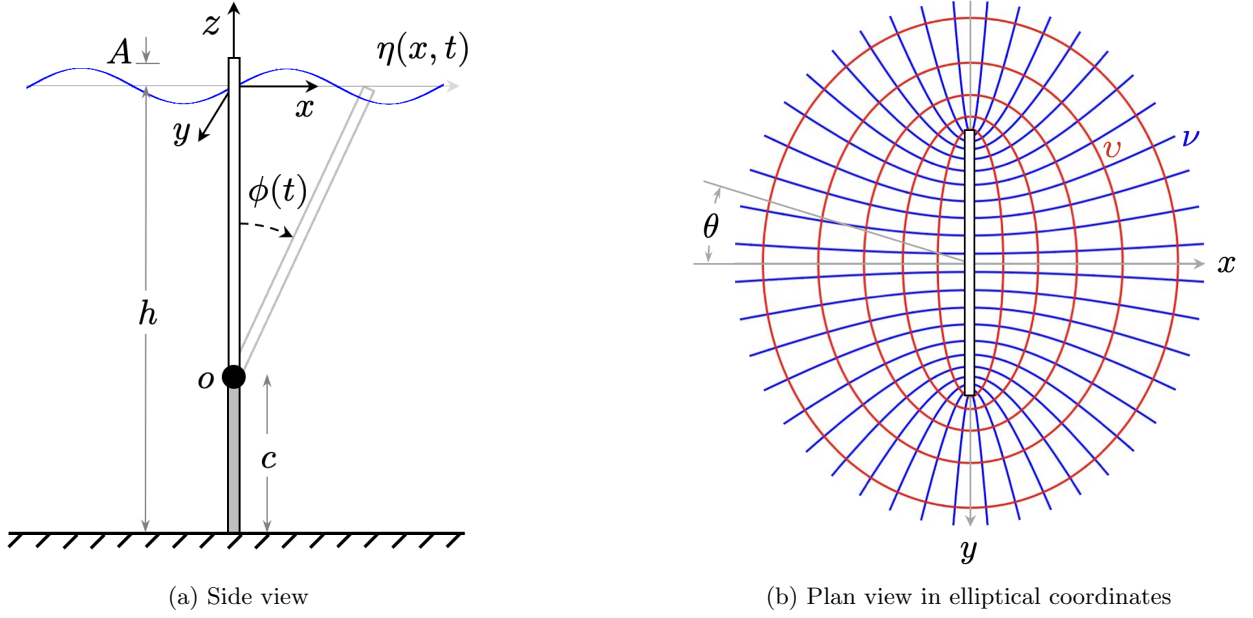 z
A
η(x, t)
x
y
ϕ(t)
h
o
c
(a) Side view
υ
ν
θ
x
y
(b) Plan view in elliptical coordinates